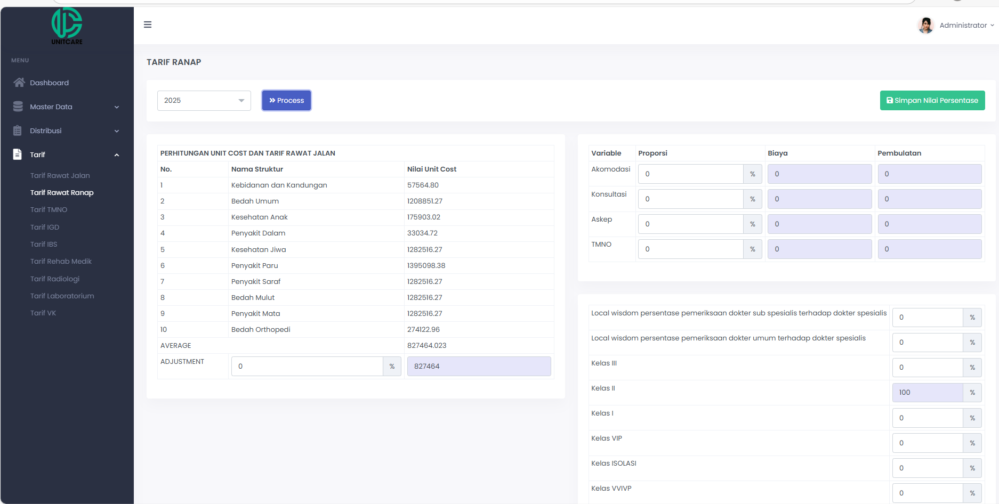 UNITCARE
Administrator
MENU
Dashboard
Master Data
Distribusi
Tarif
Tarif Rawat Jalan
Tarif Rawat Ranap
Tarif TMNO
Tarif IGD
Tarif IBS
Tarif Rehab Medik
Tarif Radiologi
Tarif Laboratorium
Tarif VK
TARIF RANAP
2025
Process
Simpan Nilai Persentase
PERHITUNGAN UNIT COST DAN TARIF RAWAT JALAN
No. Nama Struktur Nilai Unit Cost
1 Kebidanan dan Kandungan 57564.80
2 Bedah Umum 1208851.27
3 Kesehatan Anak 175903.02
4 Penyakit Dalam 33034.72
5 Kesehatan Jiwa 1282516.27
6 Penyakit Paru 1395098.38
7 Penyakit Saraf 1282516.27
8 Bedah Mulut 1282516.27
9 Penyakit Mata 1282516.27
10 Bedah Orthopedi 274122.96
AVERAGE 827464.023
ADJUSTMENT 0 % 827464
Variable Proporsi Biaya Pembulatan
Akomodasi 0 % 0 0
Konsultasi 0 % 0 0
Askep 0 % 0 0
TMNO 0 % 0 0
Local wisdom persentase pemeriksaan dokter sub spesialis terhadap dokter spesialis 0 %
Local wisdom persentase pemeriksaan dokter umum terhadap dokter spesialis 0 %
Kelas III 0 %
Kelas II 100 %
Kelas I 0 %
Kelas VIP 0 %
Kelas ISOLASI 0 %
Kelas VVIVP 0 %